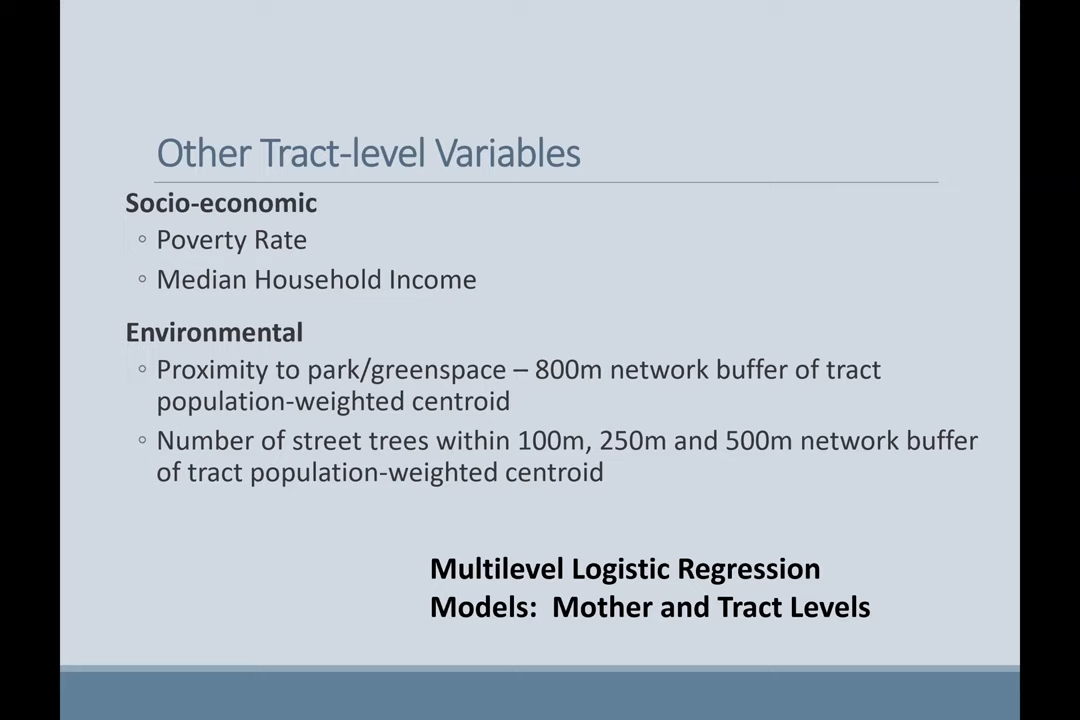 Other Tract-level Variables
Socio-economic
◦ Poverty Rate
◦ Median Household Income
Environmental
◦ Proximity to park/greenspace – 800m network buffer of tract
population-weighted centroid
◦ Number of street trees within 100m, 250m and 500m network buffer
of tract population-weighted centroid
Multilevel Logistic Regression
Models:  Mother and Tract Levels